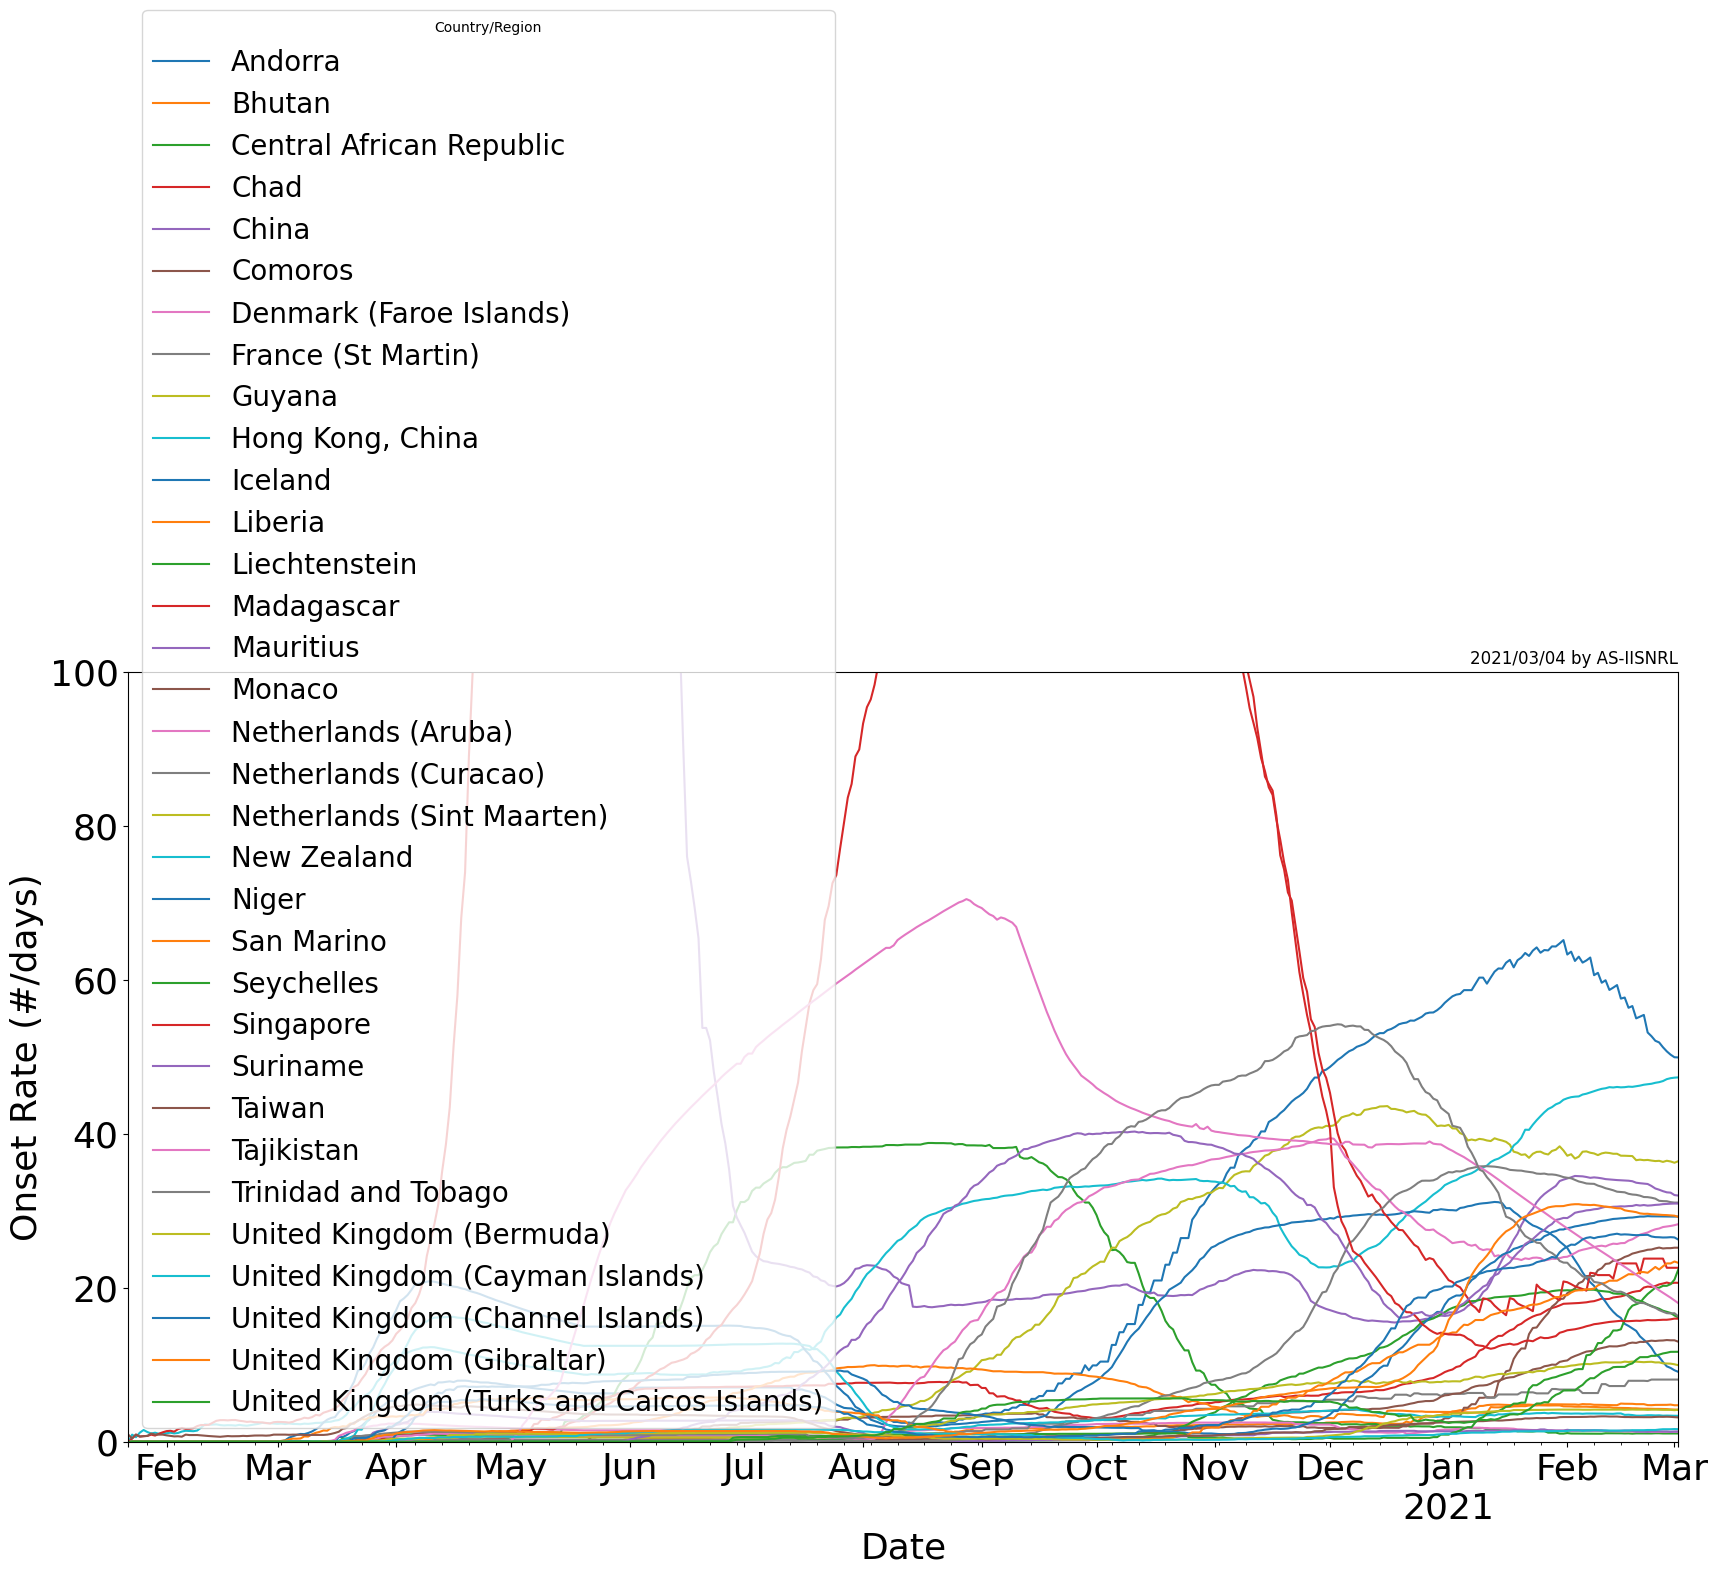 Country/Region
Andorra
Bhutan
Central African Republic
Chad
China
Comoros
Denmark (Faroe Islands)
France (St Martin)
Guyana
Hong Kong, China
Iceland
Liberia
Liechtenstein
Madagascar
Mauritius
Monaco
Netherlands (Aruba)
Netherlands (Curacao)
Netherlands (Sint Maarten)
New Zealand
Niger
San Marino
Seychelles
Singapore
Suriname
Taiwan
Tajikistan
Trinidad and Tobago
United Kingdom (Bermuda)
United Kingdom (Cayman Islands)
United Kingdom (Channel Islands)
United Kingdom (Gibraltar)
United Kingdom (Turks and Caicos Islands)
2021/03/04 by AS-IISNRL
100
80
60
40
20
0
Onset Rate (#/days)
Feb Mar Apr May Jun Jul Aug Sep Oct Nov Dec Jan Feb Mar
2021
Date